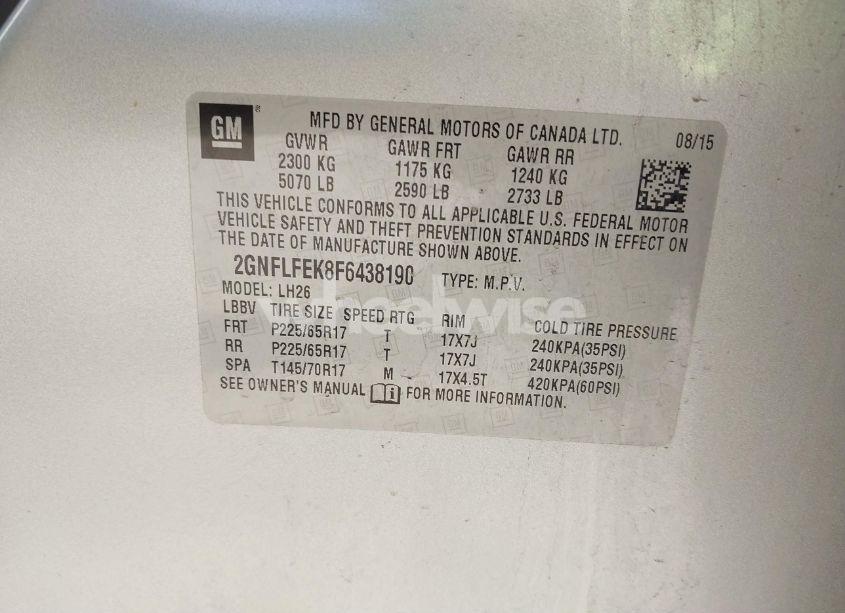 GM
®
MFD BY GENERAL MOTORS OF CANADA LTD. 08/15
GVWR GAWR FRT GAWR RR
2300 KG 1175 KG 1240 KG
5070 LB 2590 LB 2733 LB
THIS VEHICLE CONFORMS TO ALL APPLICABLE U.S. FEDERAL MOTOR
VEHICLE SAFETY AND THEFT PREVENTION STANDARDS IN EFFECT ON
THE DATE OF MANUFACTURE SHOWN ABOVE.
2GNFLFEK8F6438190 TYPE: M.P.V.
MODEL: LH26
wheelwise
LBBV TIRE SIZE SPEED RTG RIM COLD TIRE PRESSURE
FRT P225/65R17 T 17X7J 240KPA(35PSI)
RR P225/65R17 T 17X7J 240KPA(35PSI)
SPA T145/70R17 M 17X4.5T 420KPA(60PSI)
SEE OWNER'S MANUAL FOR MORE INFORMATION.